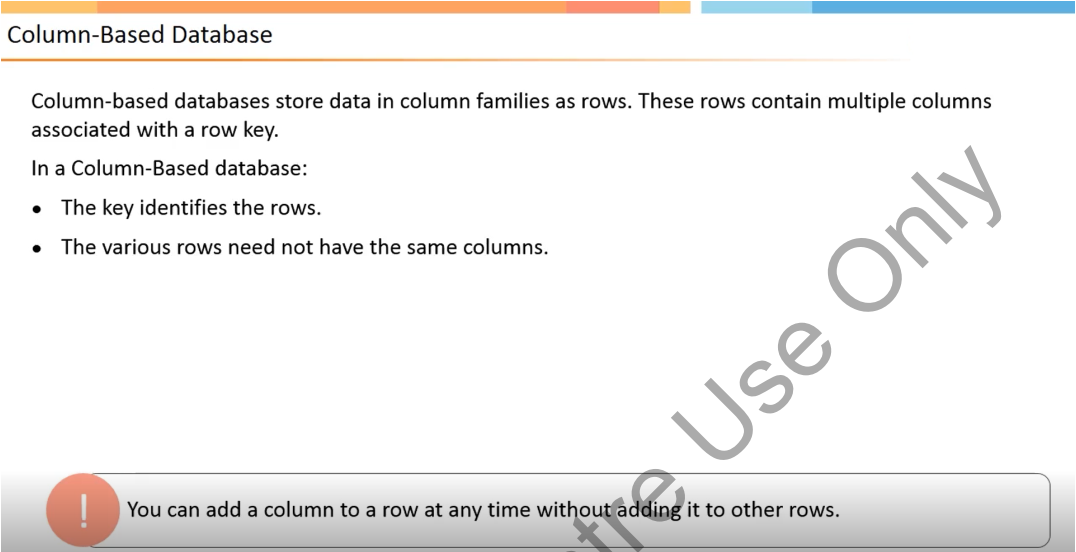 Column-Based Database
Column-based databases store data in column families as rows. These rows contain multiple columns
associated with a row key.
In a Column-Based database:
• The key identifies the rows.
• The various rows need not have the same columns.
! You can add a column to a row at any time without adding it to other rows.
tre Use Only